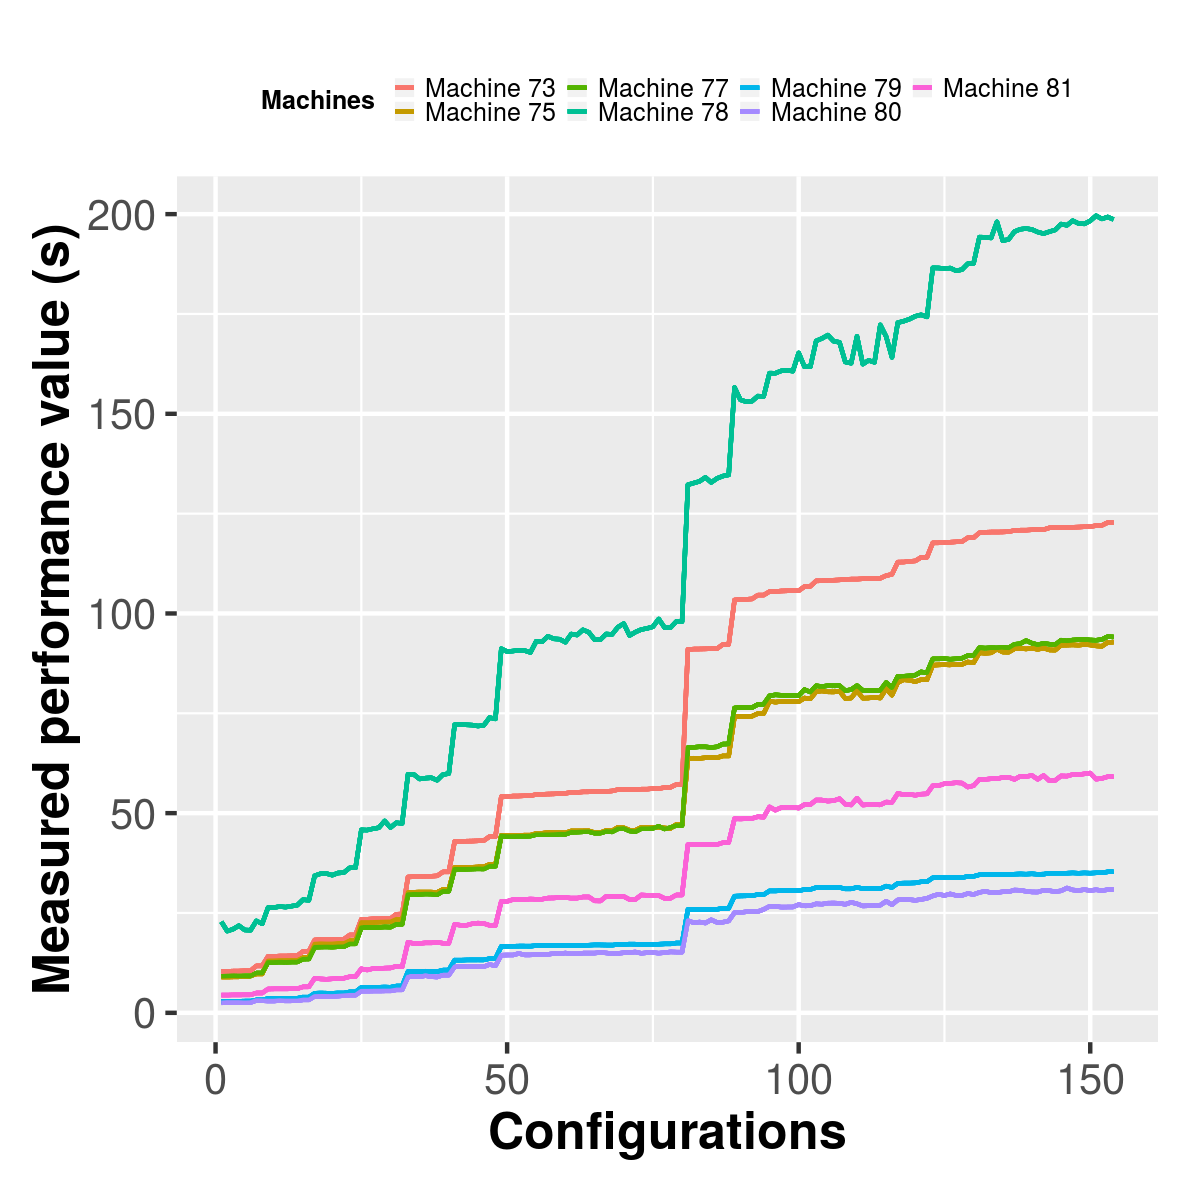 Machines
Machine 73 Machine 77 Machine 79 Machine 81
Machine 75 Machine 78 Machine 80
Measured performance value (s)
200
150
100
50
0
0 50 100 150
Configurations